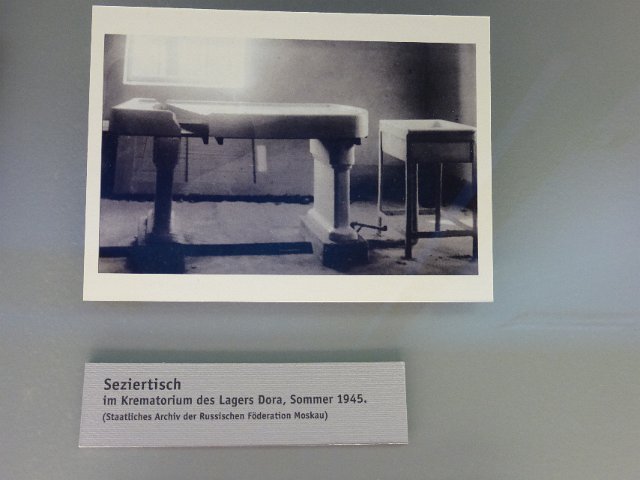 Seziertisch
im Krematorium des Lagers Dora, Sommer 1945.
(Staatliches Archiv der Russischen Föderation Moskau)